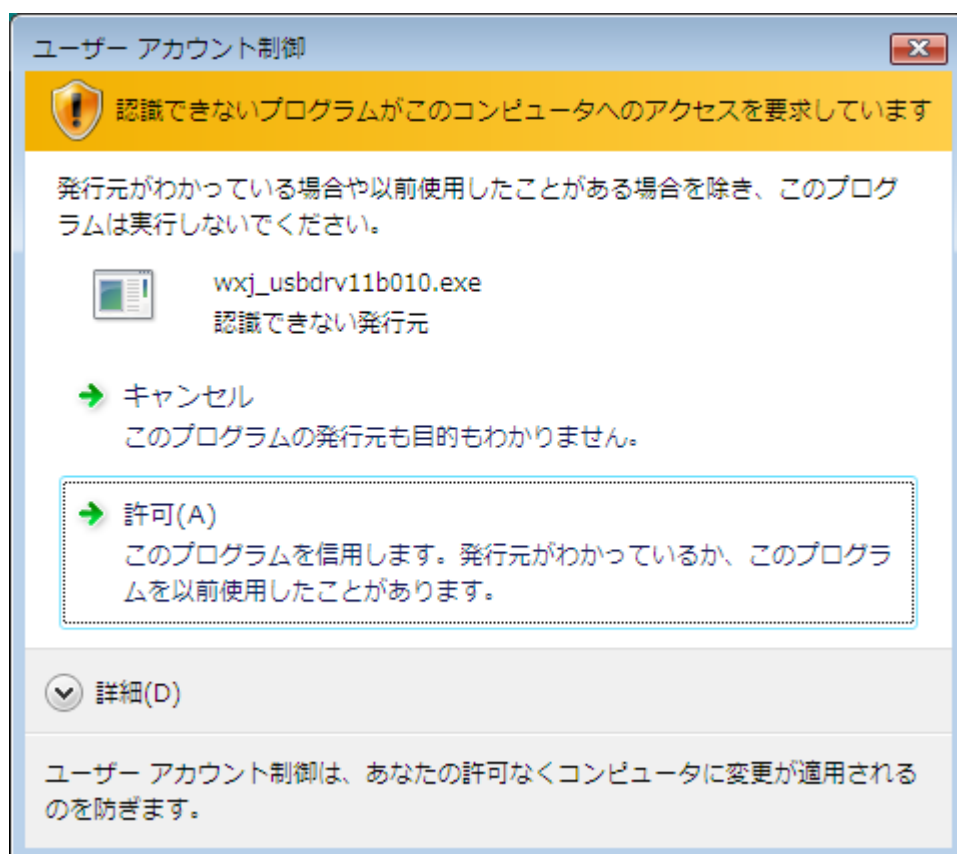 ユーザー アカウント制御
認識できないプログラムがこのコンピュータへのアクセスを要求しています
発行元がわかっている場合や以前使用したことがある場合を除き、このプログ
ラムは実行しないでください。
wxj_usbdrv11b010.exe
認識できない発行元
キャンセル
このプログラムの発行元も目的もわかりません。
許可(A)
このプログラムを信用します。発行元がわかっているか、このプログラ
ムを以前使用したことがあります。
詳細(D)
ユーザー アカウント制御は、あなたの許可なくコンピュータに変更が適用される
のを防ぎます。